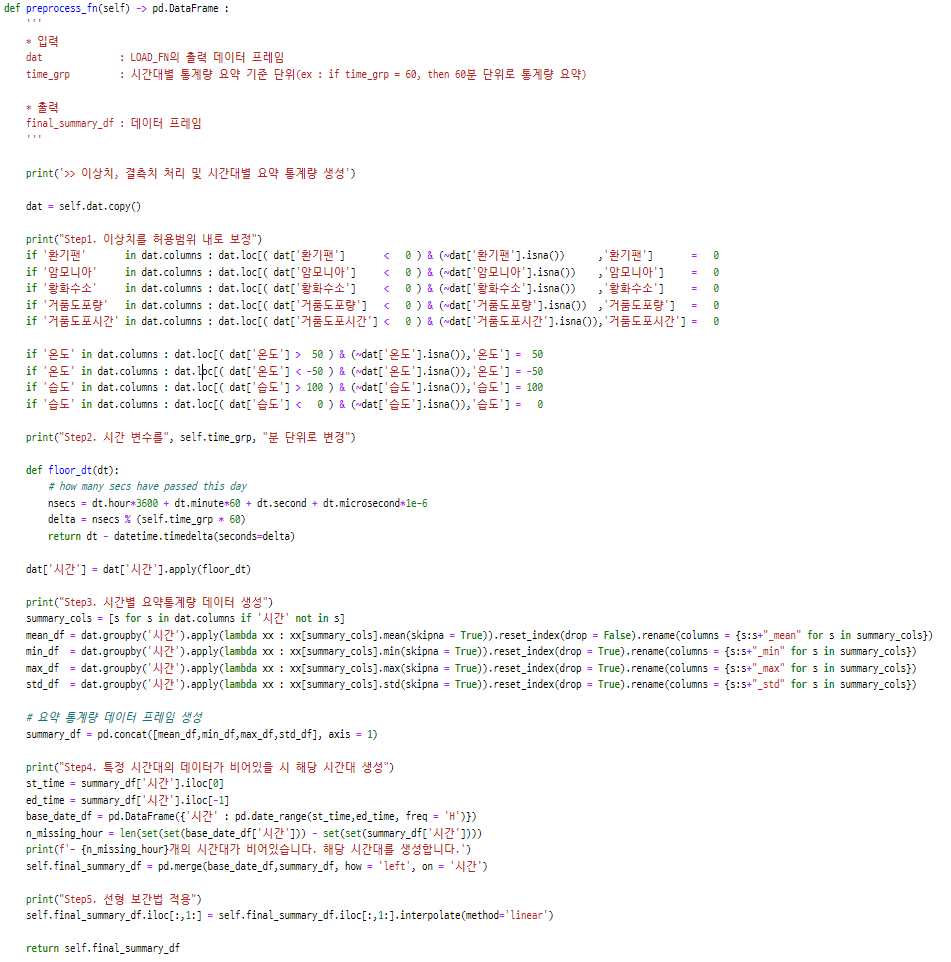 def preprocess_fn(self) -> pd.DataFrame :
'''
* 입력
dat : LOAD_FN의 출력 데이터 프레임
time_grp : 시간대별 통계량 요약 기준 단위(ex : if time_grp = 60, then 60분 단위로 통계량 요약)
* 출력
final_summary_df : 데이터 프레임
'''
print('>> 이상치, 결측치 처리 및 시간대별 요약 통계량 생성')
dat = self.dat.copy()
print("Step1. 이상치를 허용범위 내로 보정")
if '환기팬' in dat.columns : dat.loc[( dat['환기팬'] < 0 ) & (~dat['환기팬'].isna()) ,'환기팬'] = 0
if '암모니아' in dat.columns : dat.loc[( dat['암모니아'] < 0 ) & (~dat['암모니아'].isna()) ,'암모니아'] = 0
if '황화수소' in dat.columns : dat.loc[( dat['황화수소'] < 0 ) & (~dat['황화수소'].isna()) ,'황화수소'] = 0
if '거품도포량' in dat.columns : dat.loc[( dat['거품도포량'] < 0 ) & (~dat['거품도포량'].isna()) ,'거품도포량'] = 0
if '거품도포시간' in dat.columns : dat.loc[( dat['거품도포시간'] < 0 ) & (~dat['거품도포시간'].isna()),'거품도포시간'] = 0
if '온도' in dat.columns : dat.loc[( dat['온도'] > 50 ) & (~dat['온도'].isna()),'온도'] = 50
if '온도' in dat.columns : dat.loc[( dat['온도'] < -50 ) & (~dat['온도'].isna()),'온도'] = -50
if '습도' in dat.columns : dat.loc[( dat['습도'] > 100 ) & (~dat['습도'].isna()),'습도'] = 100
if '습도' in dat.columns : dat.loc[( dat['습도'] < 0 ) & (~dat['습도'].isna()),'습도'] = 0
print("Step2. 시간 변수를", self.time_grp, "분 단위로 변경")
def floor_dt(dt):
# how many secs have passed this day
nsecs = dt.hour*3600 + dt.minute*60 + dt.second + dt.microsecond*1e-6
delta = nsecs % (self.time_grp * 60)
return dt - datetime.timedelta(seconds=delta)
dat['시간'] = dat['시간'].apply(floor_dt)
print("Step3. 시간별 요약통계량 데이터 생성")
summary_cols = [s for s in dat.columns if '시간' not in s]
mean_df = dat.groupby('시간').apply(lambda xx : xx[summary_cols].mean(skipna = True)).reset_index(drop = False).rename(columns = {s:s+"_mean" for s in summary_cols})
min_df = dat.groupby('시간').apply(lambda xx : xx[summary_cols].min(skipna = True)).reset_index(drop = True).rename(columns = {s:s+"_min" for s in summary_cols})
max_df = dat.groupby('시간').apply(lambda xx : xx[summary_cols].max(skipna = True)).reset_index(drop = True).rename(columns = {s:s+"_max" for s in summary_cols})
std_df = dat.groupby('시간').apply(lambda xx : xx[summary_cols].std(skipna = True)).reset_index(drop = True).rename(columns = {s:s+"_std" for s in summary_cols})
# 요약 통계량 데이터 프레임 생성
summary_df = pd.concat([mean_df,min_df,max_df,std_df], axis = 1)
print("Step4. 특정 시간대의 데이터가 비어있을 시 해당 시간대 생성")
st_time = summary_df['시간'].iloc[0]
ed_time = summary_df['시간'].iloc[-1]
base_date_df = pd.DataFrame({'시간' : pd.date_range(st_time,ed_time, freq = 'H')})
n_missing_hour = len(set(set(base_date_df['시간'])) - set(set(summary_df['시간'])))
print(f'- {n_missing_hour}개의 시간대가 비어있습니다. 해당 시간대를 생성합니다.')
self.final_summary_df = pd.merge(base_date_df,summary_df, how = 'left', on = '시간')
print("Step5. 선형 보간법 적용")
self.final_summary_df.iloc[:,1:] = self.final_summary_df.iloc[:,1:].interpolate(method='linear')
return self.final_summary_df